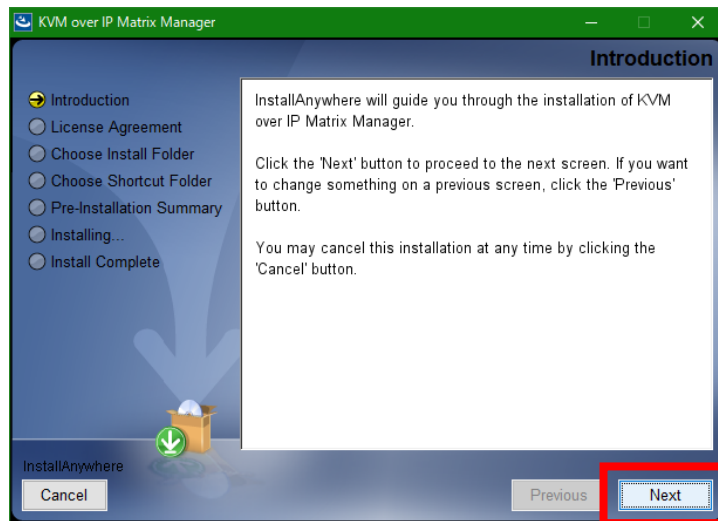 KVM over IP Matrix Manager
Introduction
Introduction
License Agreement
Choose Install Folder
Choose Shortcut Folder
Pre-Installation Summary
Installing...
Install Complete
InstallAnywhere will guide you through the installation of KVM
over IP Matrix Manager.
Click the 'Next' button to proceed to the next screen. If you want
to change something on a previous screen, click the 'Previous'
button.
You may cancel this installation at any time by clicking the
'Cancel' button.
InstallAnywhere
Cancel
Previous
Next